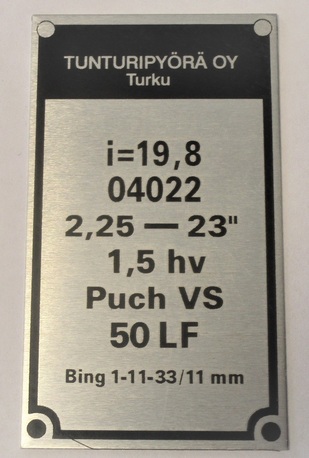 TUNTURIPYÖRÄ OY
Turku
i=19,8
04022
2,25 — 23"
1,5 hv
Puch VS
50 LF
Bing 1-11-33/11 mm